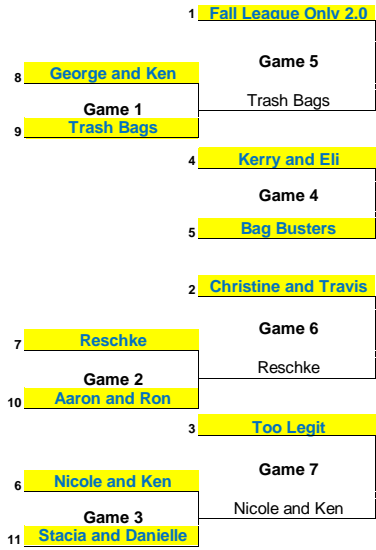 1 Fall League Only 2.0
Game 5
8 George and Ken
Trash Bags
Game 1
9 Trash Bags
4 Kerry and Eli
Game 4
5 Bag Busters
2 Christine and Travis
Game 6
7 Reschke
Reschke
Game 2
10 Aaron and Ron
3 Too Legit
Game 7
6 Nicole and Ken
Nicole and Ken
Game 3
11 Stacia and Danielle